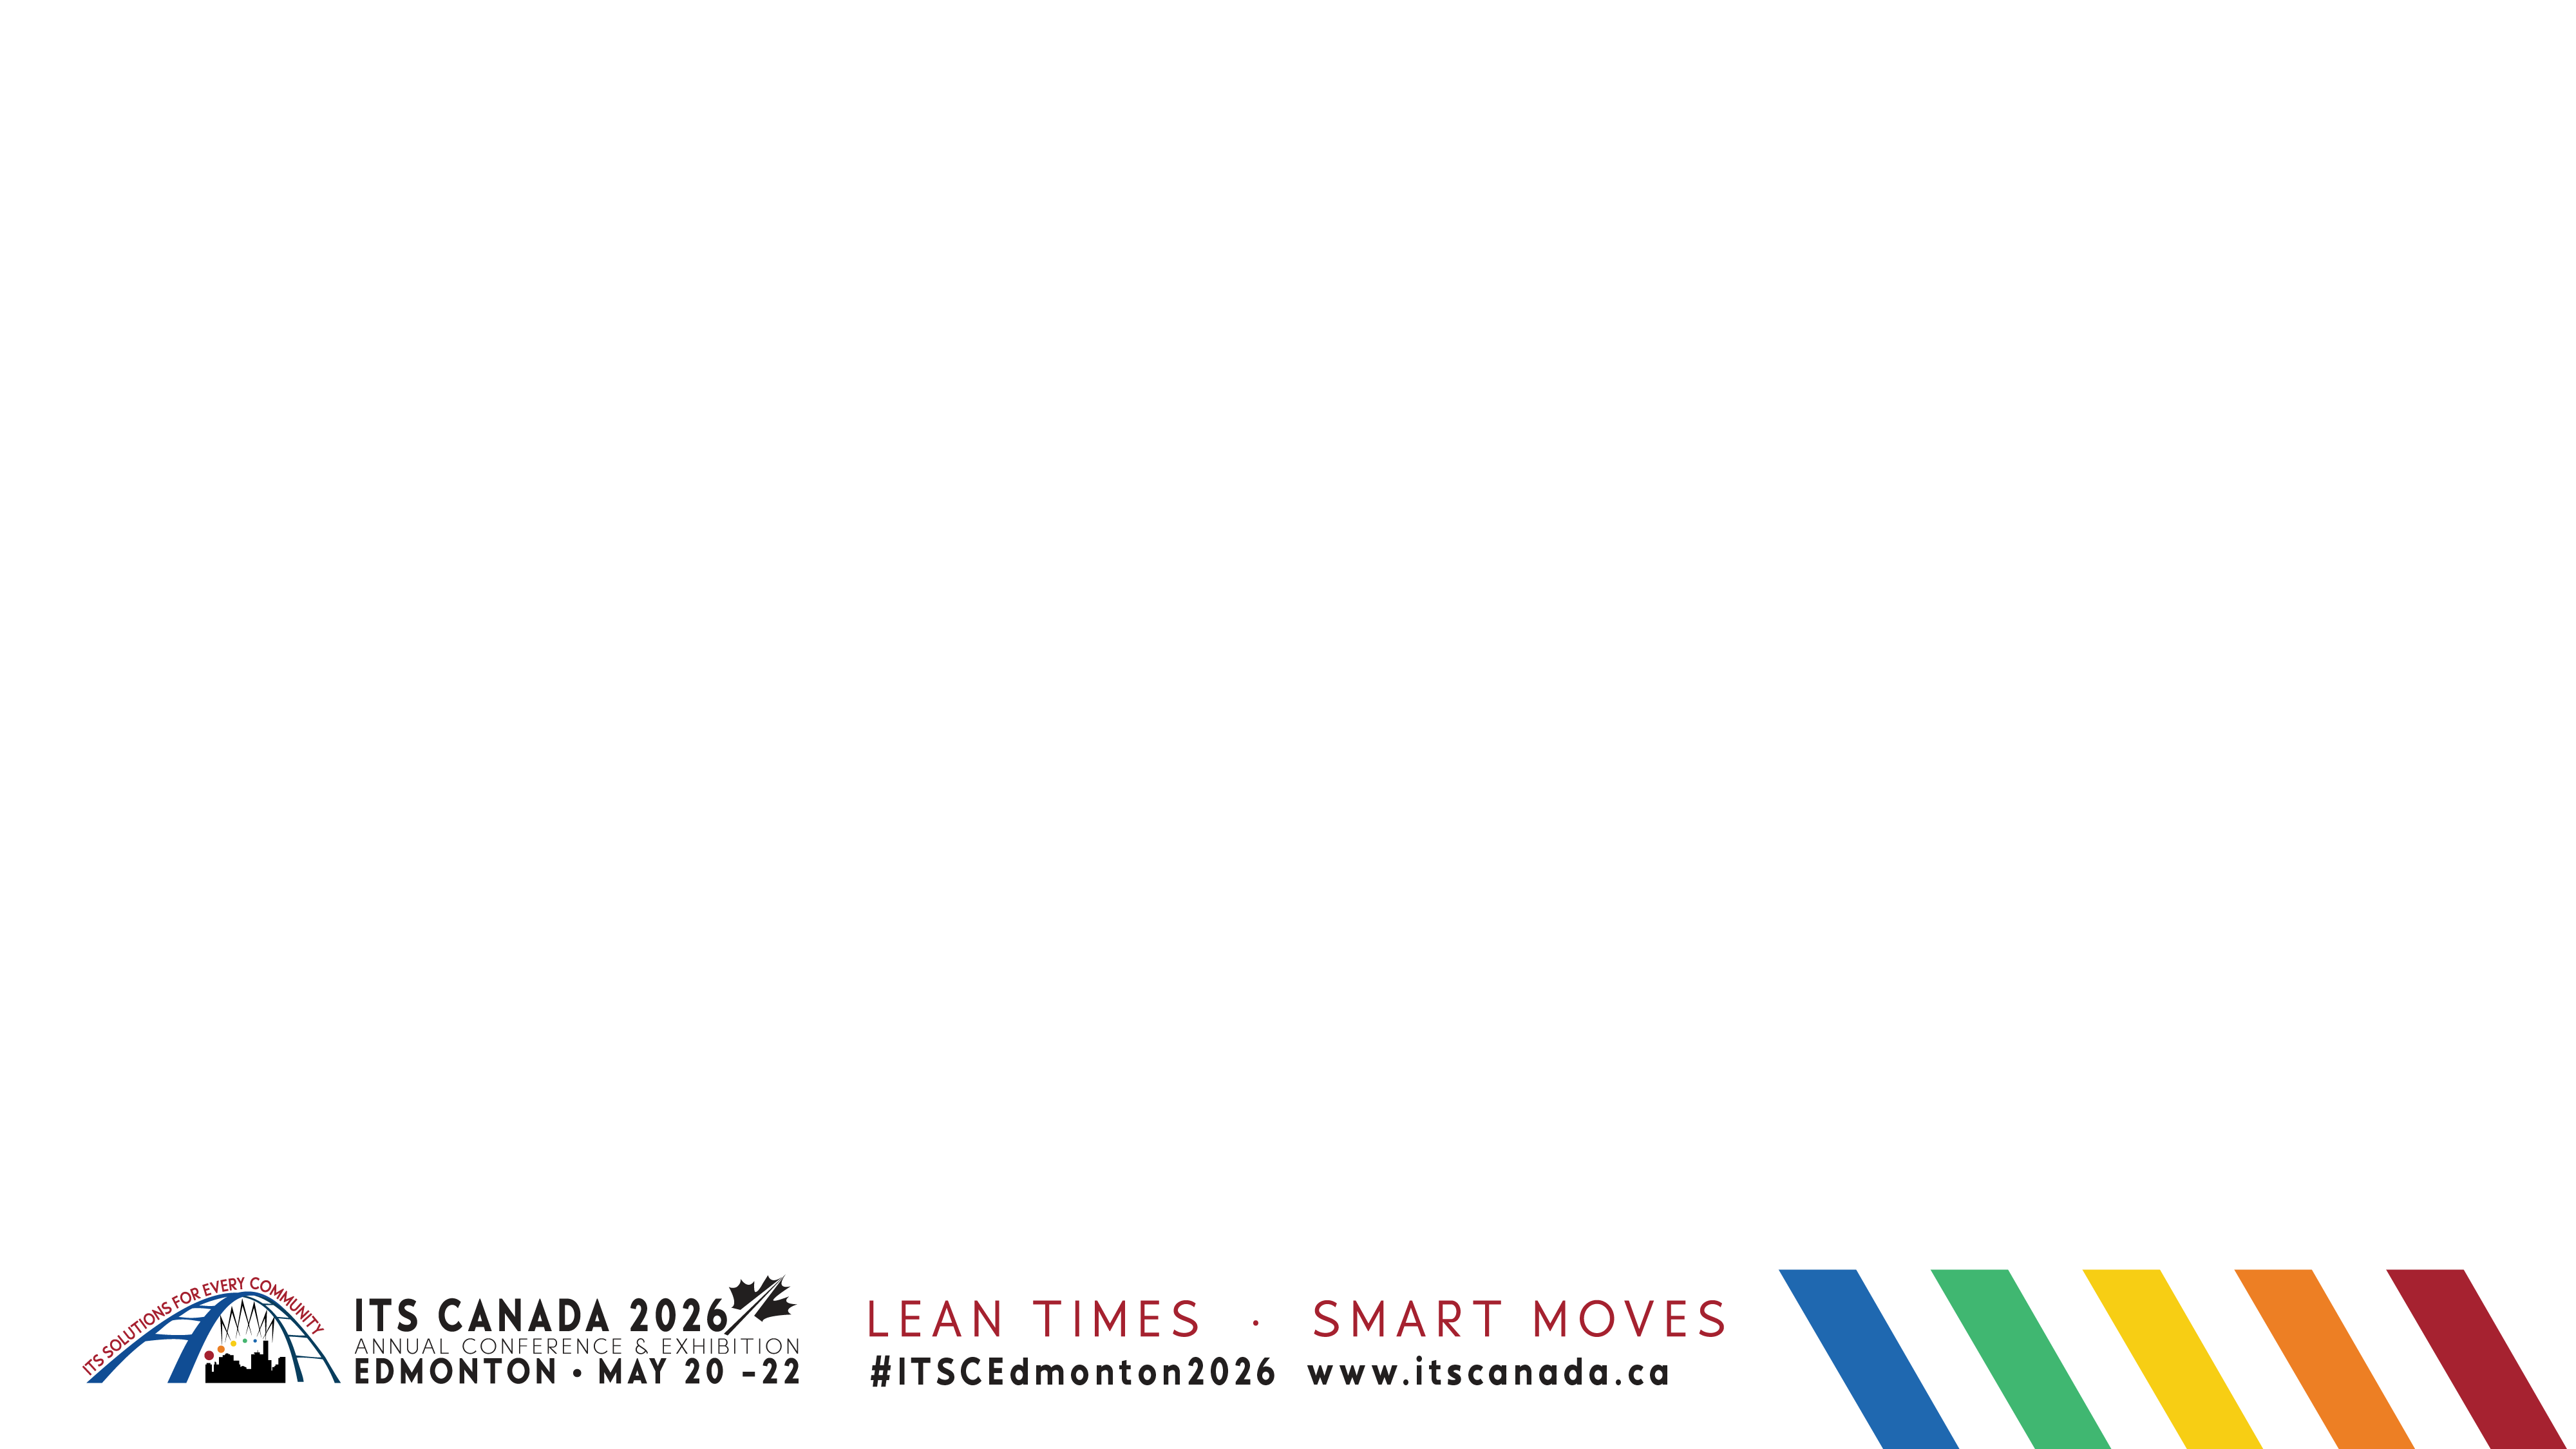 ITS SOLUTIONS FOR EVERY COMMUNITY
ITS CANADA 2026
ANNUAL CONFERENCE & EXHIBITION
EDMONTON • MAY 20 -22
LEAN TIMES · SMART MOVES
#ITSCEdmonton2026 www.itscanada.ca